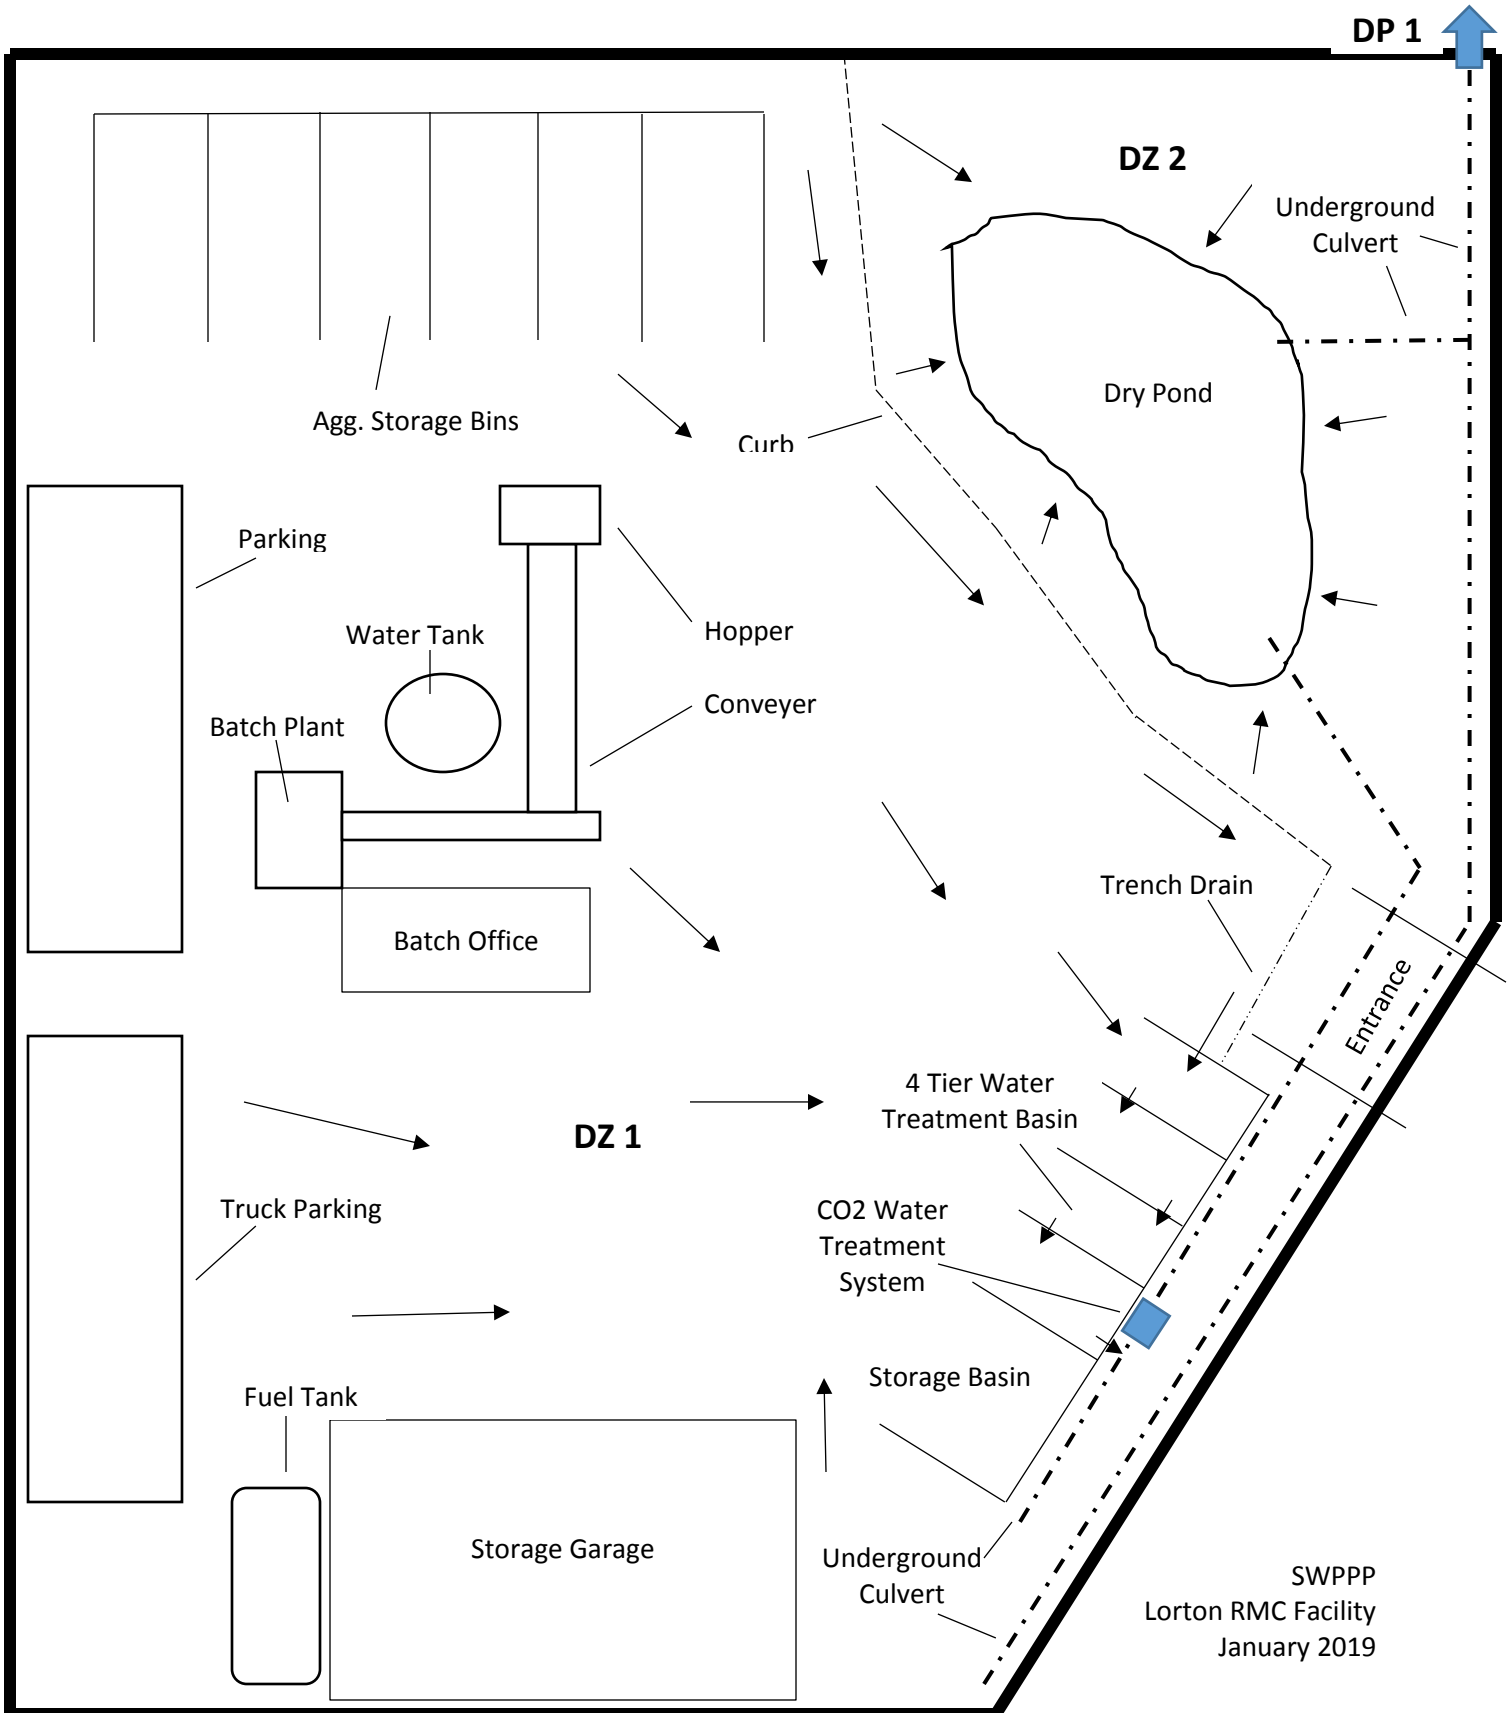 DP 1
DZ 2
Underground
Culvert
Dry Pond
Agg. Storage Bins
Curb
Parking
Water Tank
Hopper
Conveyer
Batch Plant
Trench Drain
Batch Office
Entrance
4 Tier Water
Treatment Basin
DZ 1
CO2 Water
Treatment
System
Truck Parking
Storage Basin
Fuel Tank
Storage Garage
Underground
Culvert
SWPPP
Lorton RMC Facility
January 2019